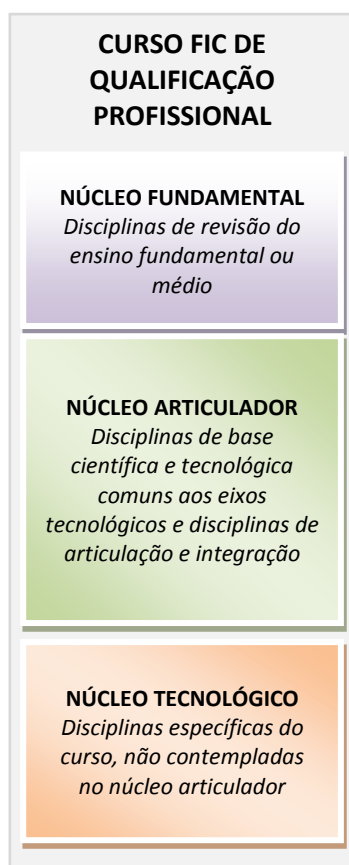 CURSO FIC DE
QUALIFICAÇÃO
PROFISSIONAL
NÚCLEO FUNDAMENTAL
Disciplinas de revisão do
ensino fundamental ou
médio
NÚCLEO ARTICULADOR
Disciplinas de base
científica e tecnológica
comuns aos eixos
tecnológicos e disciplinas de
articulação e integração
NÚCLEO TECNOLÓGICO
Disciplinas específicas do
curso, não contempladas
no núcleo articulador